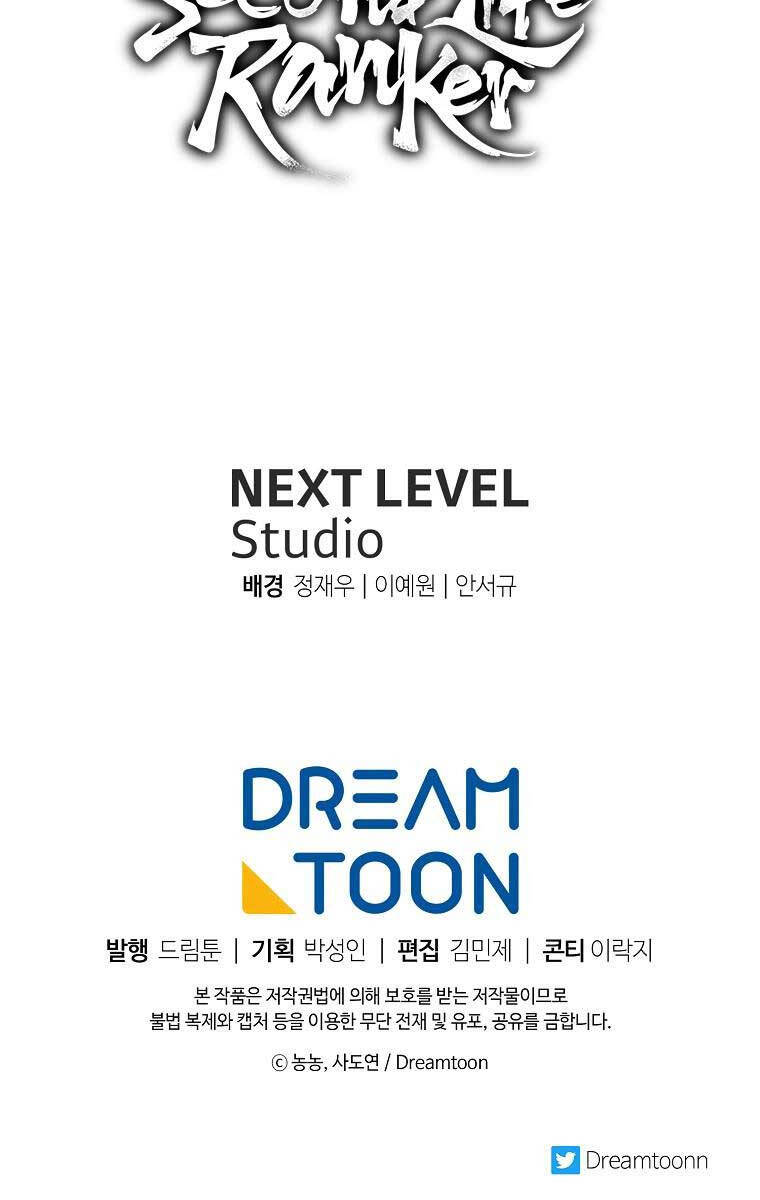 Second Life
Ranker
NEXT LEVEL
Studio
배경 정재우 | 이예원 | 안서규
DREAM
TOON
발행 드림툰 | 기획 박성인 | 편집 김민제 | 콘티 이락지
본 작품은 저작권법에 의해 보호를 받는 저작물이므로
불법 복제와 캡처 등을 이용한 무단 전재 및 유포, 공유를 금합니다.
ⓒ 농농, 사도연 / Dreamtoon
Dreamtoonn